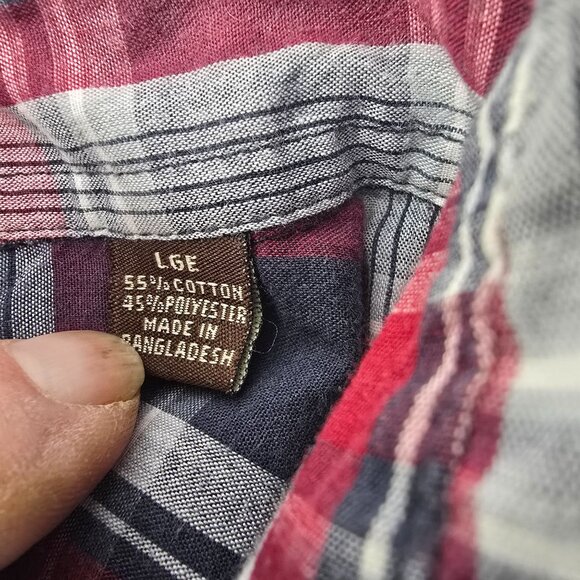 LGE
55% COTTON
45% POLYESTER
MADE IN
BANGLADESH